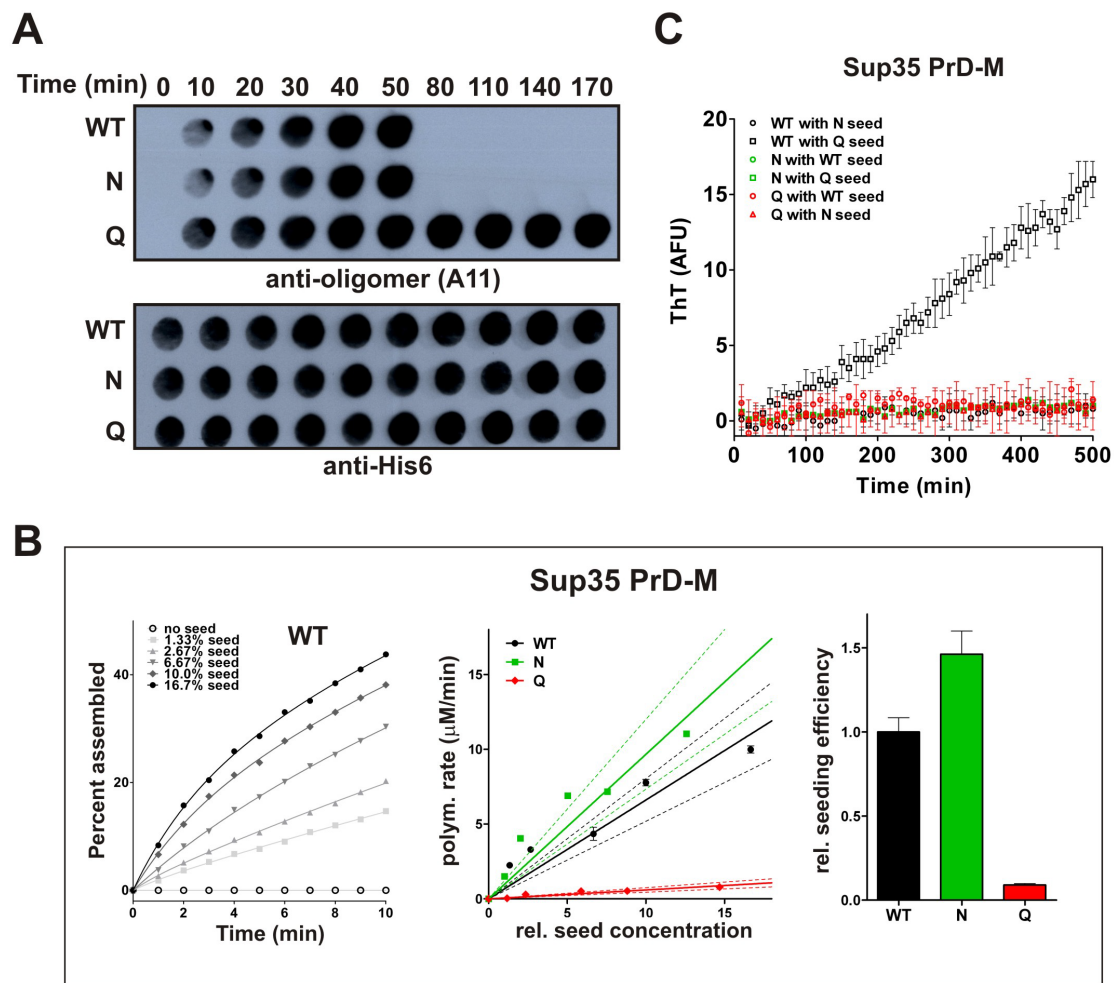 A
Time (min) 0 10 20 30 40 50 80 110 140 170
WT
N
Q
anti-oligomer (A11)
WT
N
Q
anti-His6
C
Sup35 PrD-M
WT with N seed
WT with Q seed
N with WT seed
N with Q seed
Q with WT seed
Q with N seed
ThT (AFU)
20
15
10
5
0
0 100 200 300 400 500
Time (min)
B
Sup35 PrD-M
WT
no seed
1.33% seed
2.67% seed
6.67% seed
10.0% seed
16.7% seed
Percent assembled
40
20
0
0 2 4 6 8 10
Time (min)
WT
N
Q
polym. rate (µM/min)
15
10
5
0
0 5 10 15
rel. seed concentration
rel. seeding efficiency
1.5
1.0
0.5
0.0
WT N Q